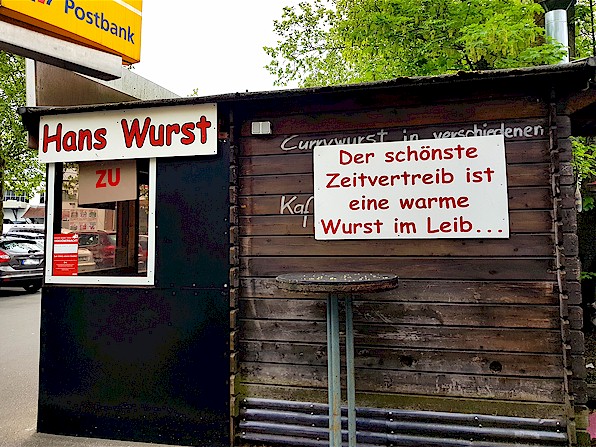 Postbank
Hans Wurst
ZU
Currywurst in verschiedenen
Der schönste
Zeitvertreib ist
eine warme
Wurst im Leib...